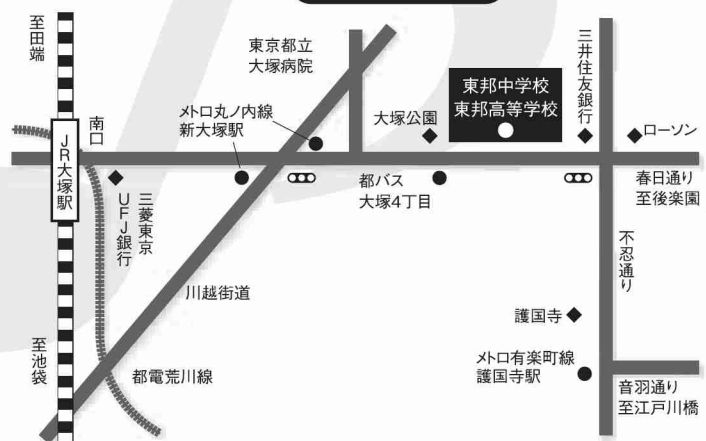 至田端
東京都立
大塚病院
三井住友銀行
東邦中学校
東邦高等学校
メトロ丸ノ内線
新大塚駅
大塚公園
ローソン
南口
JR大塚駅
都バス
大塚4丁目
春日通り
至後楽園
三菱東京
UFJ銀行
不忍通り
川越街道
護国寺
至池袋
メトロ有楽町線
護国寺駅
都電荒川線
音羽通り
至江戸川橋